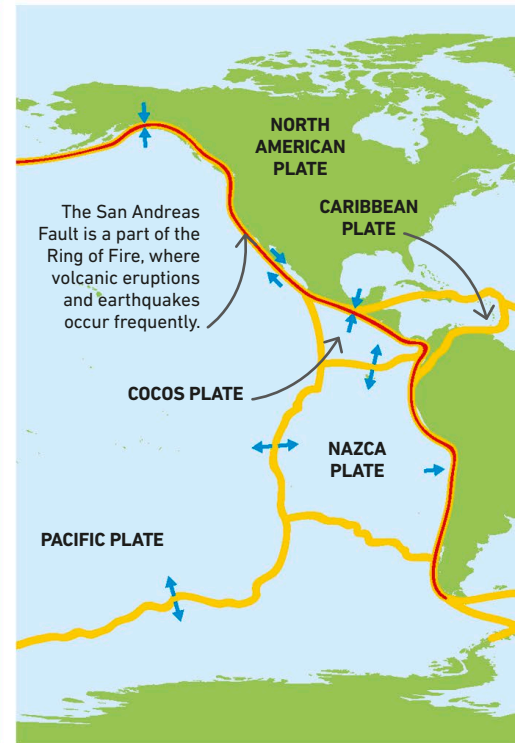 NORTH
AMERICAN
PLATE
CARIBBEAN
PLATE
The San Andreas
Fault is a part of the
Ring of Fire, where
volcanic eruptions
and earthquakes
occur frequently.
COCOS PLATE
NAZCA
PLATE
PACIFIC PLATE